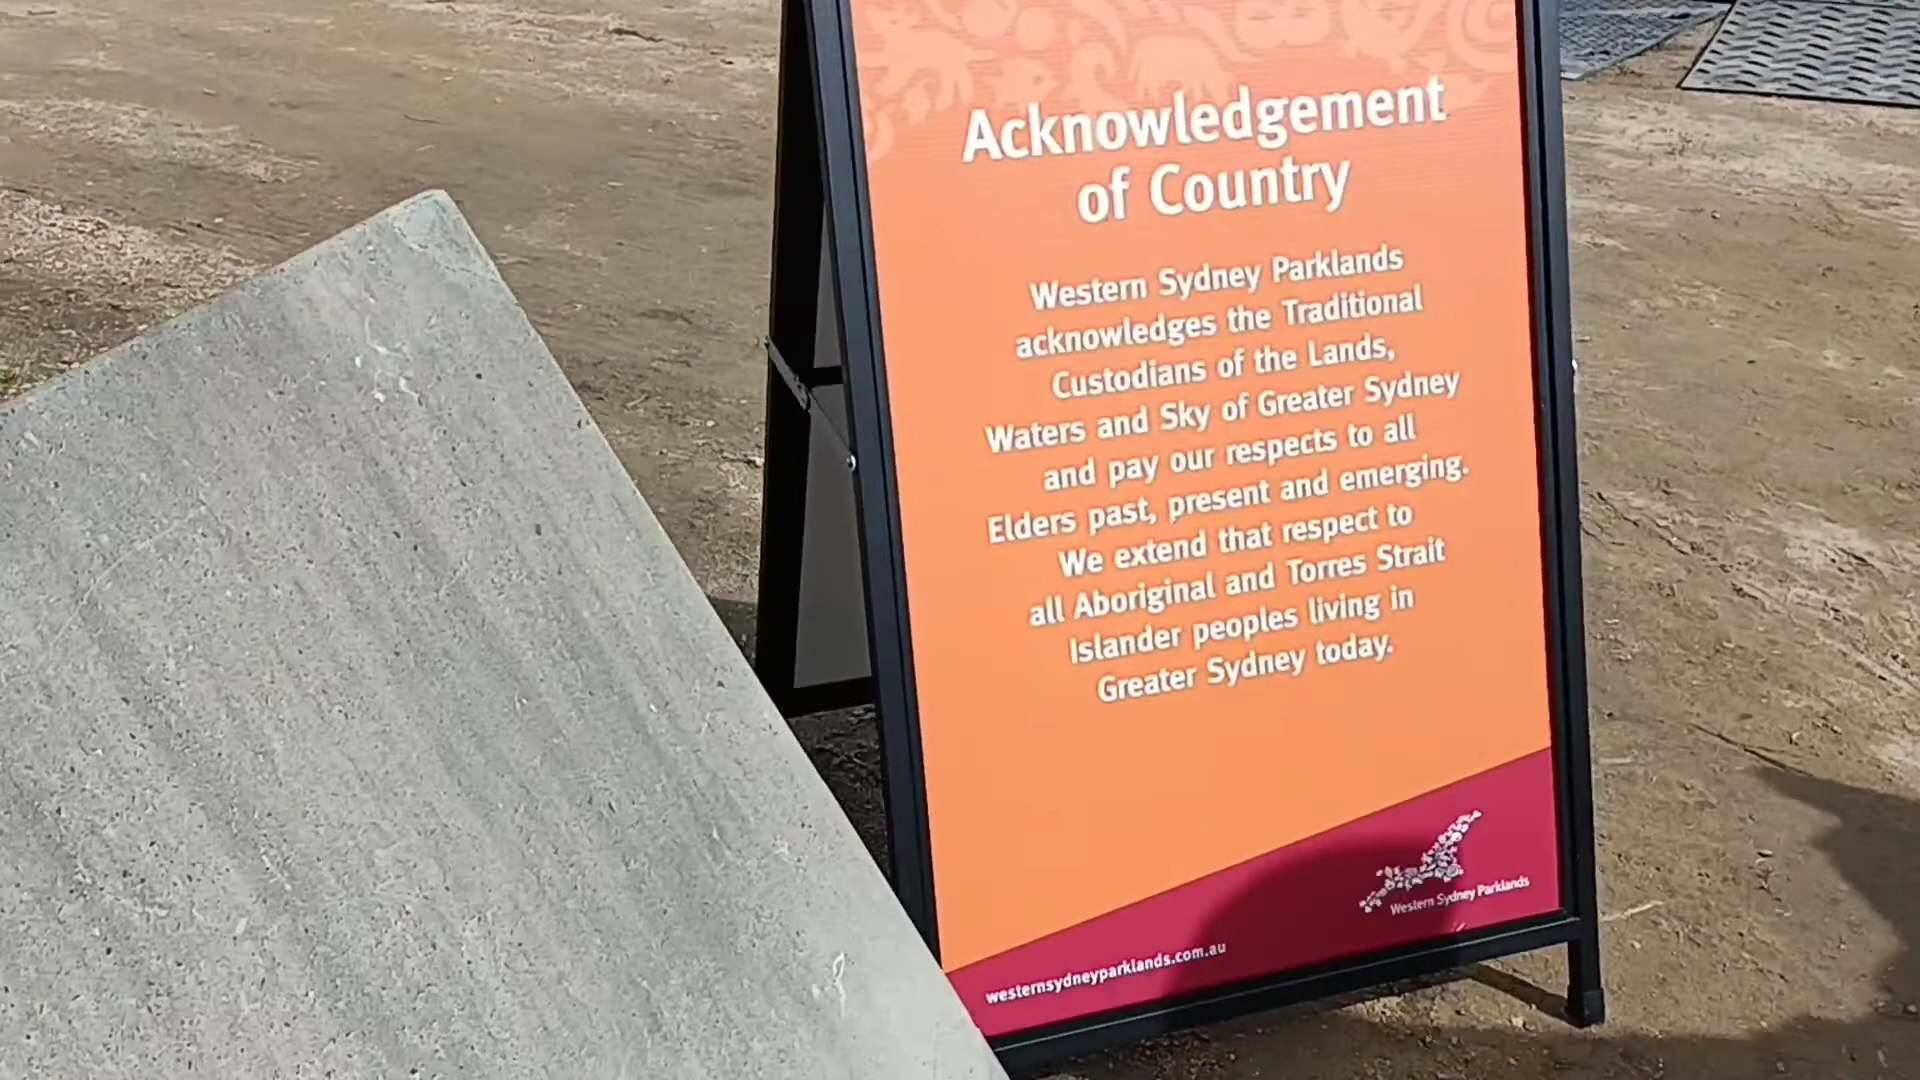 Acknowledgement
of Country
Western Sydney Parklands
acknowledges the Traditional
Custodians of the Lands,
Waters and Sky of Greater Sydney
and pay our respects to all
Elders past, present and emerging.
We extend that respect to
all Aboriginal and Torres Strait
Islander peoples living in
Greater Sydney today.
Western Sydney Parklands
westernsydneyparklands.com.au